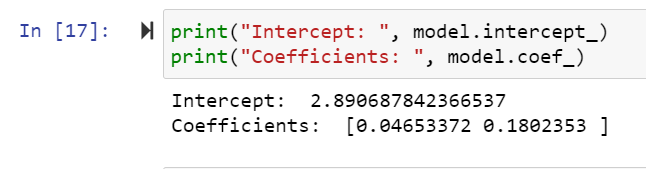 In [17]:
print("Intercept: ", model.intercept_)
print("Coefficients: ", model.coef_)
Intercept:  2.890687842366537
Coefficients:  [0.04653372 0.1802353 ]